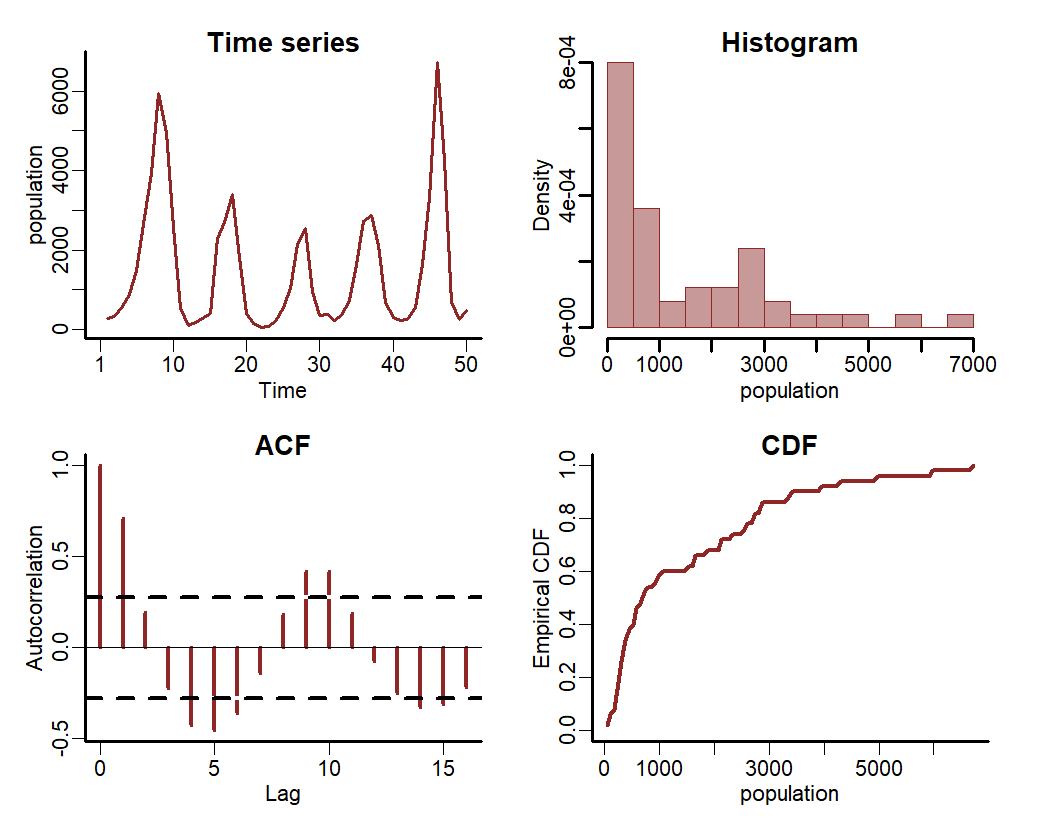 Time series
population
0
2000
4000
6000
1
10
20
30
40
50
Time
Histogram
Density
0e+00
4e-04
8e-04
0
1000
3000
5000
7000
population
ACF
Autocorrelation
-0.5
0.0
0.5
1.0
0
5
10
15
Lag
CDF
Empirical CDF
0.0
0.2
0.4
0.6
0.8
1.0
0
1000
3000
5000
population